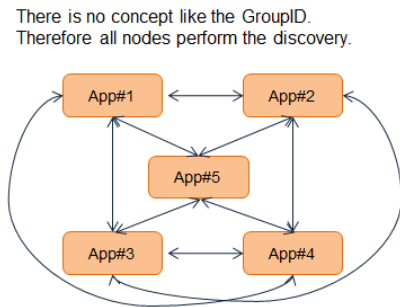 There is no concept like the GroupID.
Therefore all nodes perform the discovery.
App#1
App#2
App#5
App#3
App#4